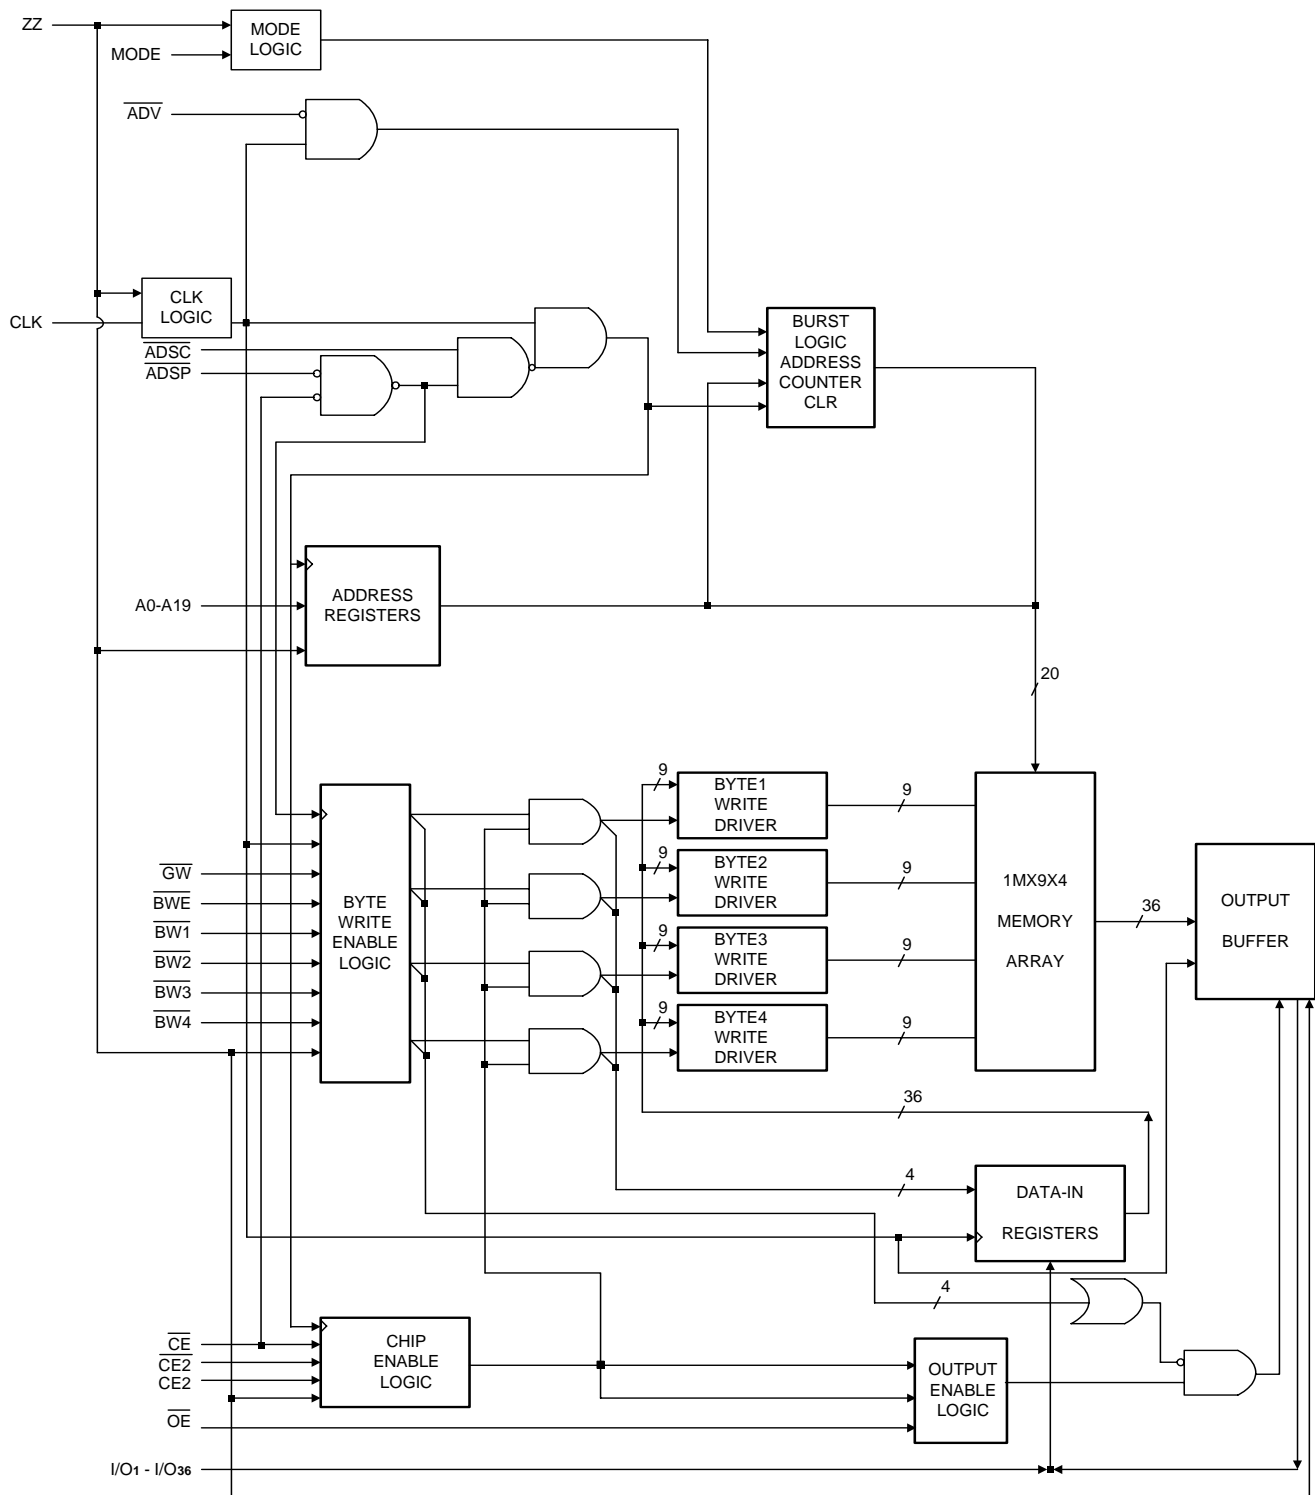 ZZ
MODE
MODE
LOGIC
ADV
CLK
CLK
LOGIC
ADSC
ADSP
BURST
LOGIC
ADDRESS
COUNTER
CLR
A0-A19
ADDRESS
REGISTERS
20
GW
BWE
BW1
BW2
BW3
BW4
BYTE
WRITE
ENABLE
LOGIC
9
BYTE1
WRITE
DRIVER
9
9
BYTE2
WRITE
DRIVER
9
9
BYTE3
WRITE
DRIVER
9
9
BYTE4
WRITE
DRIVER
9
1MX9X4
MEMORY
ARRAY
36
OUTPUT
BUFFER
36
4
DATA-IN
REGISTERS
4
CE
CE2
CE2
CHIP
ENABLE
LOGIC
OE
OUTPUT
ENABLE
LOGIC
I/O1 - I/O36